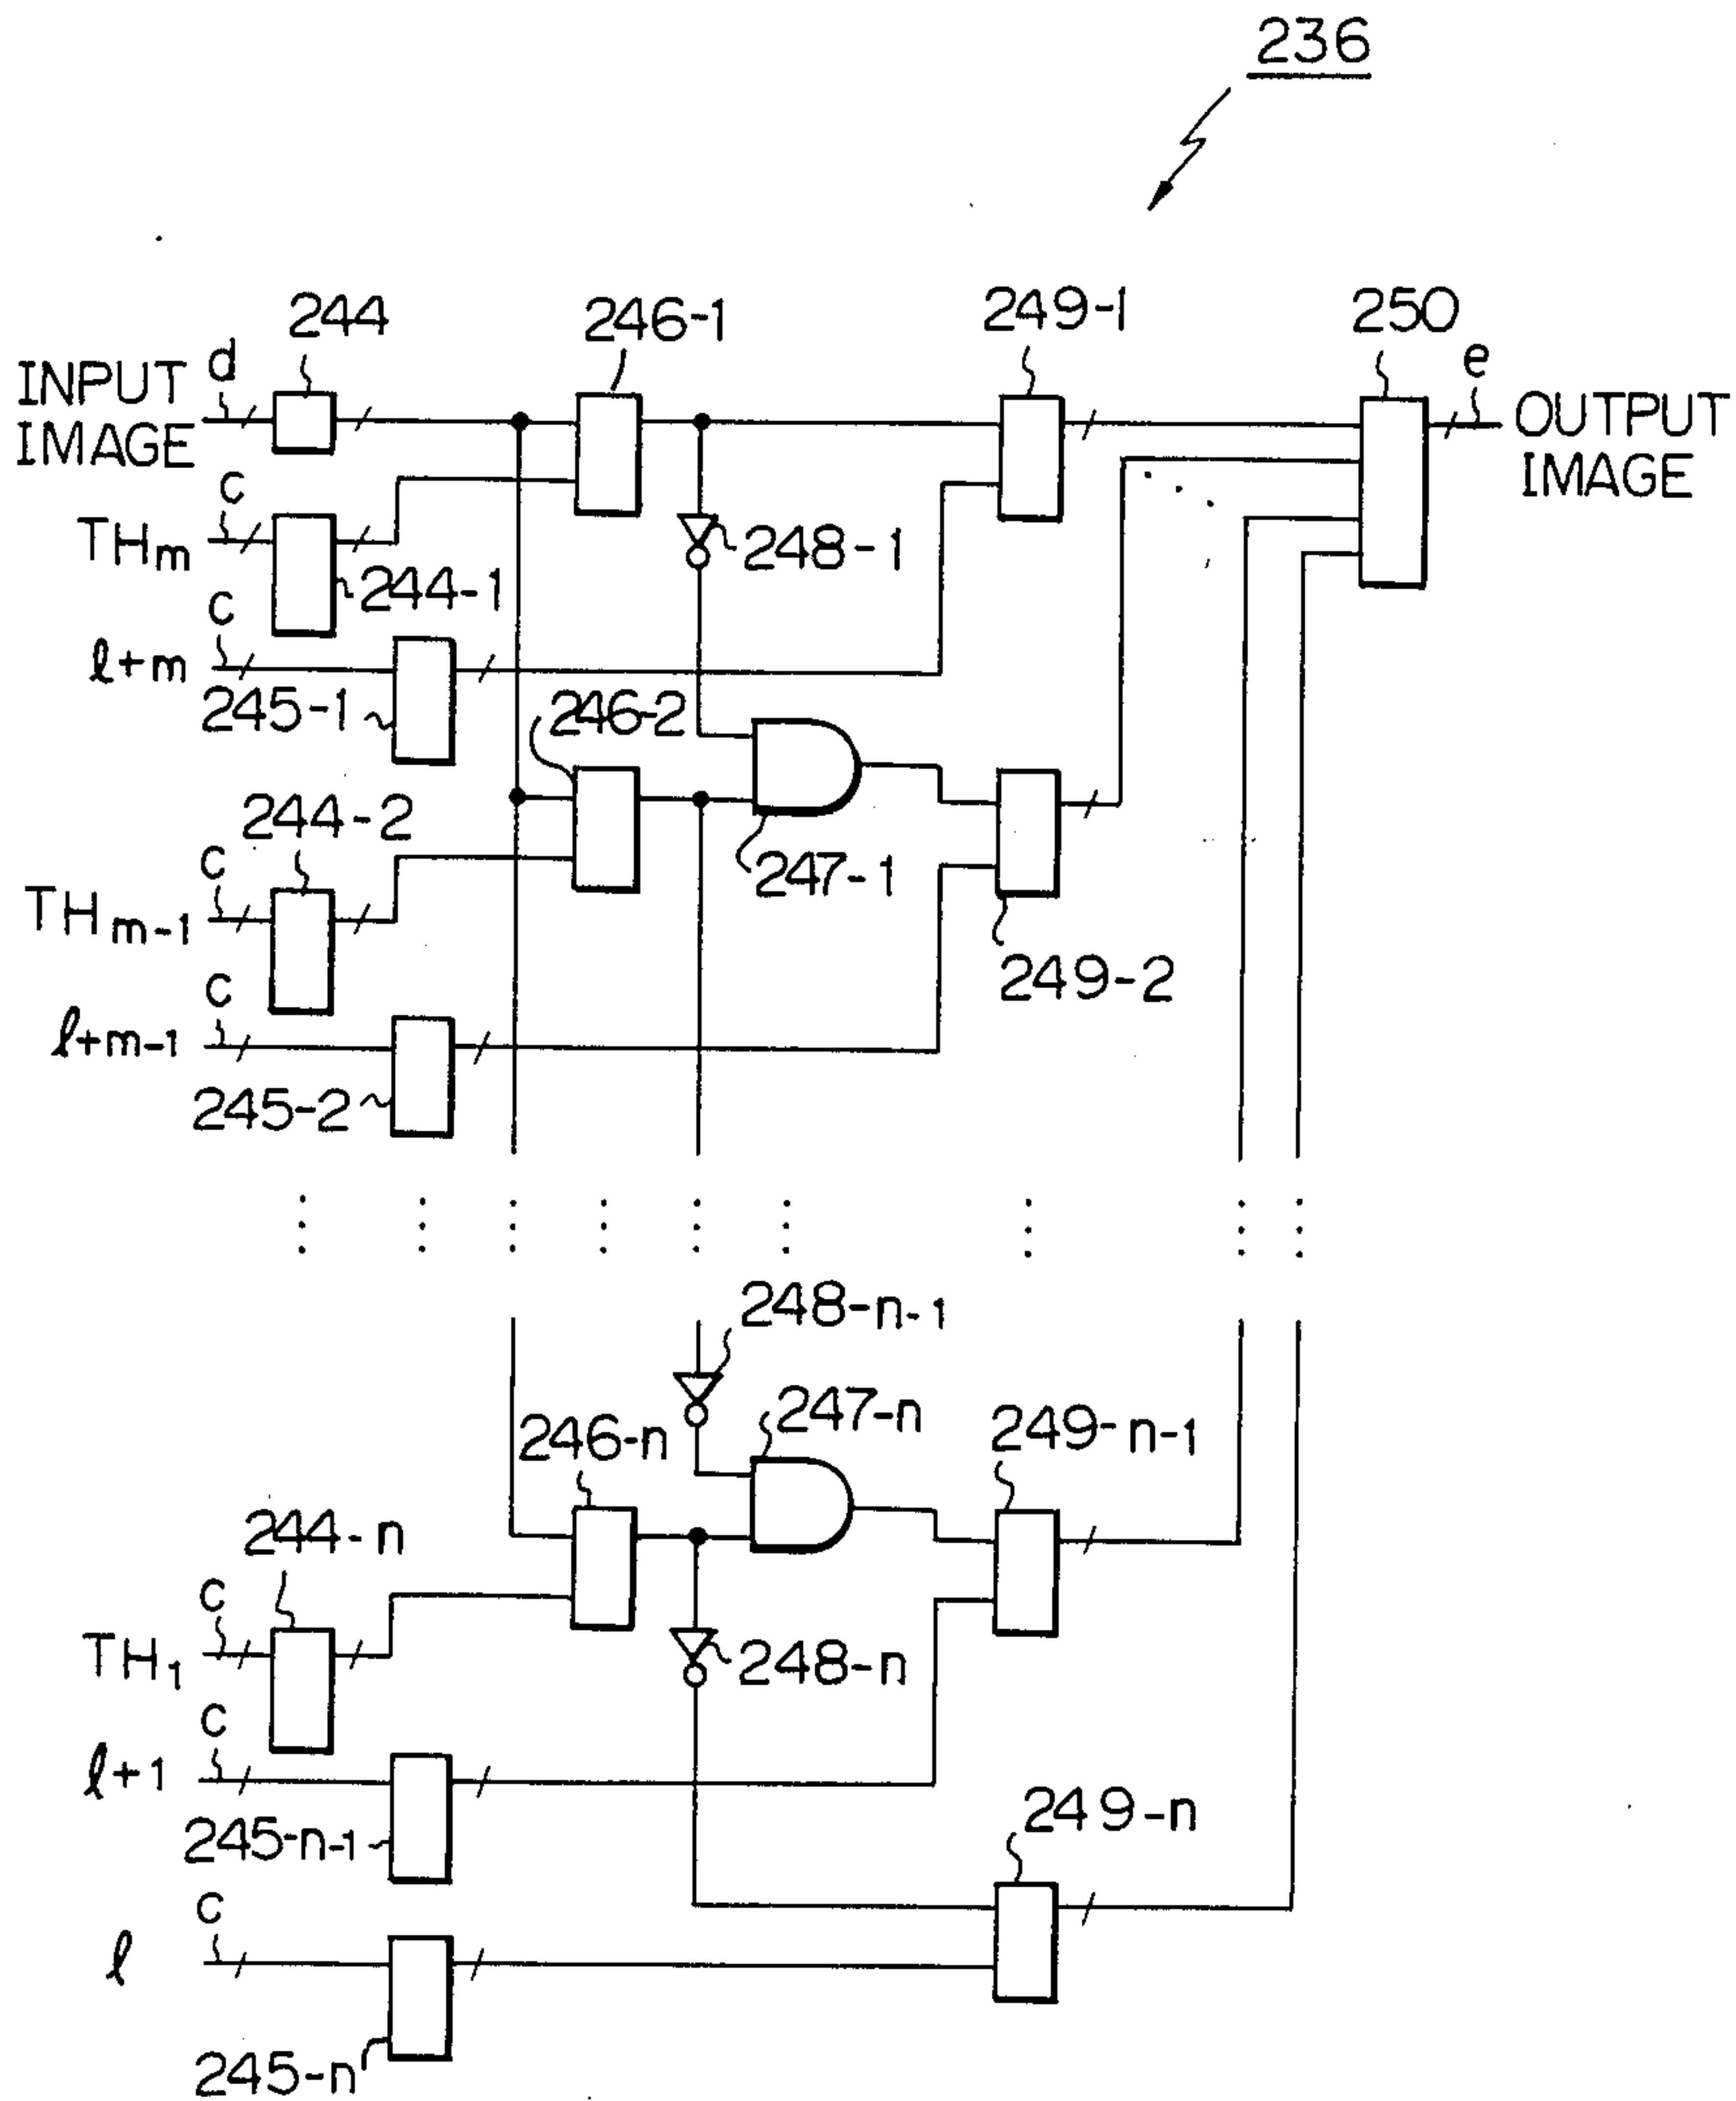 236
244
246-1
249-1
250
INPUT
IMAGE
d
e
OUTPUT
IMAGE
c
THm
244-1
248-1
c
ℓ+m
245-1
246-2
244-2
247-1
c
THm-1
249-2
c
ℓ+m-1
245-2
248-n-1
247-n
246-n
249-n-1
244-n
c
TH1
248-n
c
ℓ+1
245-n-1
249-n
c
ℓ
245-n